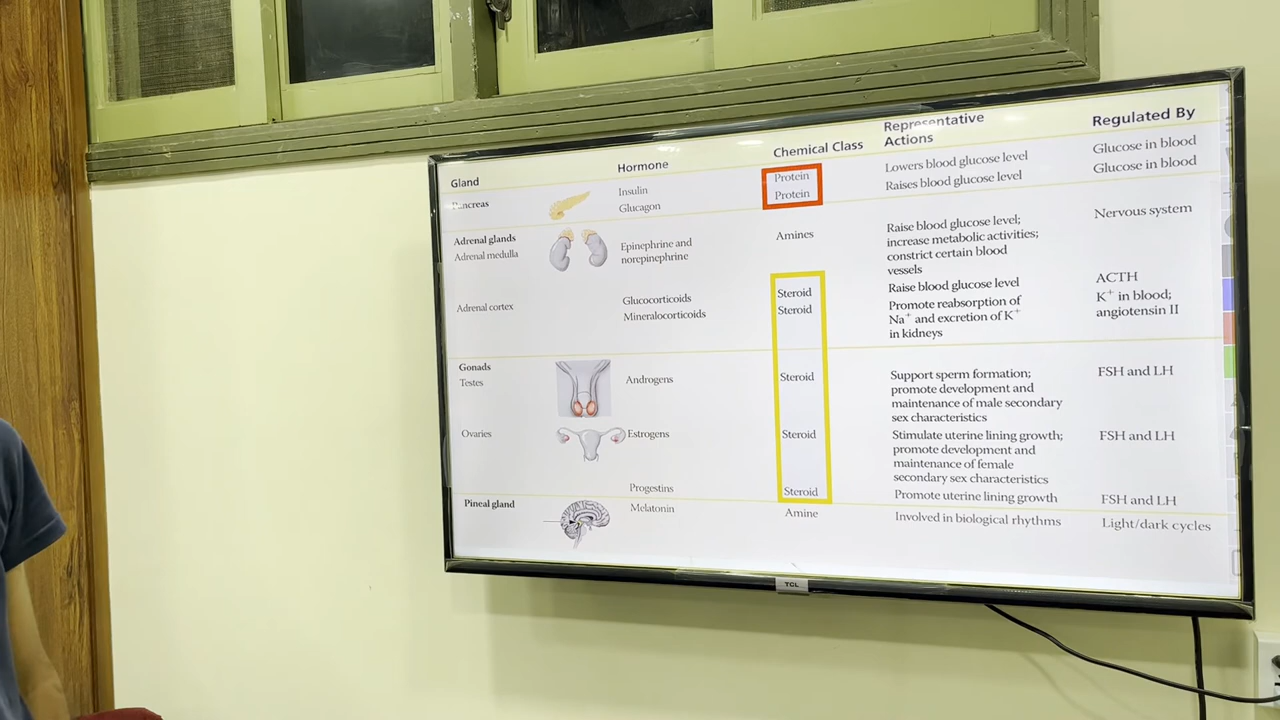 Gland Hormone Chemical Class Representative Actions Regulated By
Pancreas Insulin Protein Lowers blood glucose level Glucose in blood
Glucagon Protein Raises blood glucose level Glucose in blood
Adrenal glands
Adrenal medulla Epinephrine and norepinephrine Amines Raise blood glucose level; Nervous system
increase metabolic activities;
constrict certain blood
vessels
Adrenal cortex Glucocorticoids Steroid Raise blood glucose level ACTH
Mineralocorticoids Steroid Promote reabsorption of K⁺ in blood;
Na⁺ and excretion of K⁺ angiotensin II
in kidneys
Gonads
Testes Androgens Steroid Support sperm formation; FSH and LH
promote development and
maintenance of male secondary
sex characteristics
Ovaries Estrogens Steroid Stimulate uterine lining growth; FSH and LH
promote development and
maintenance of female
secondary sex characteristics
Progestins Steroid Promote uterine lining growth FSH and LH
Pineal gland Melatonin Amine Involved in biological rhythms Light/dark cycles
TCL